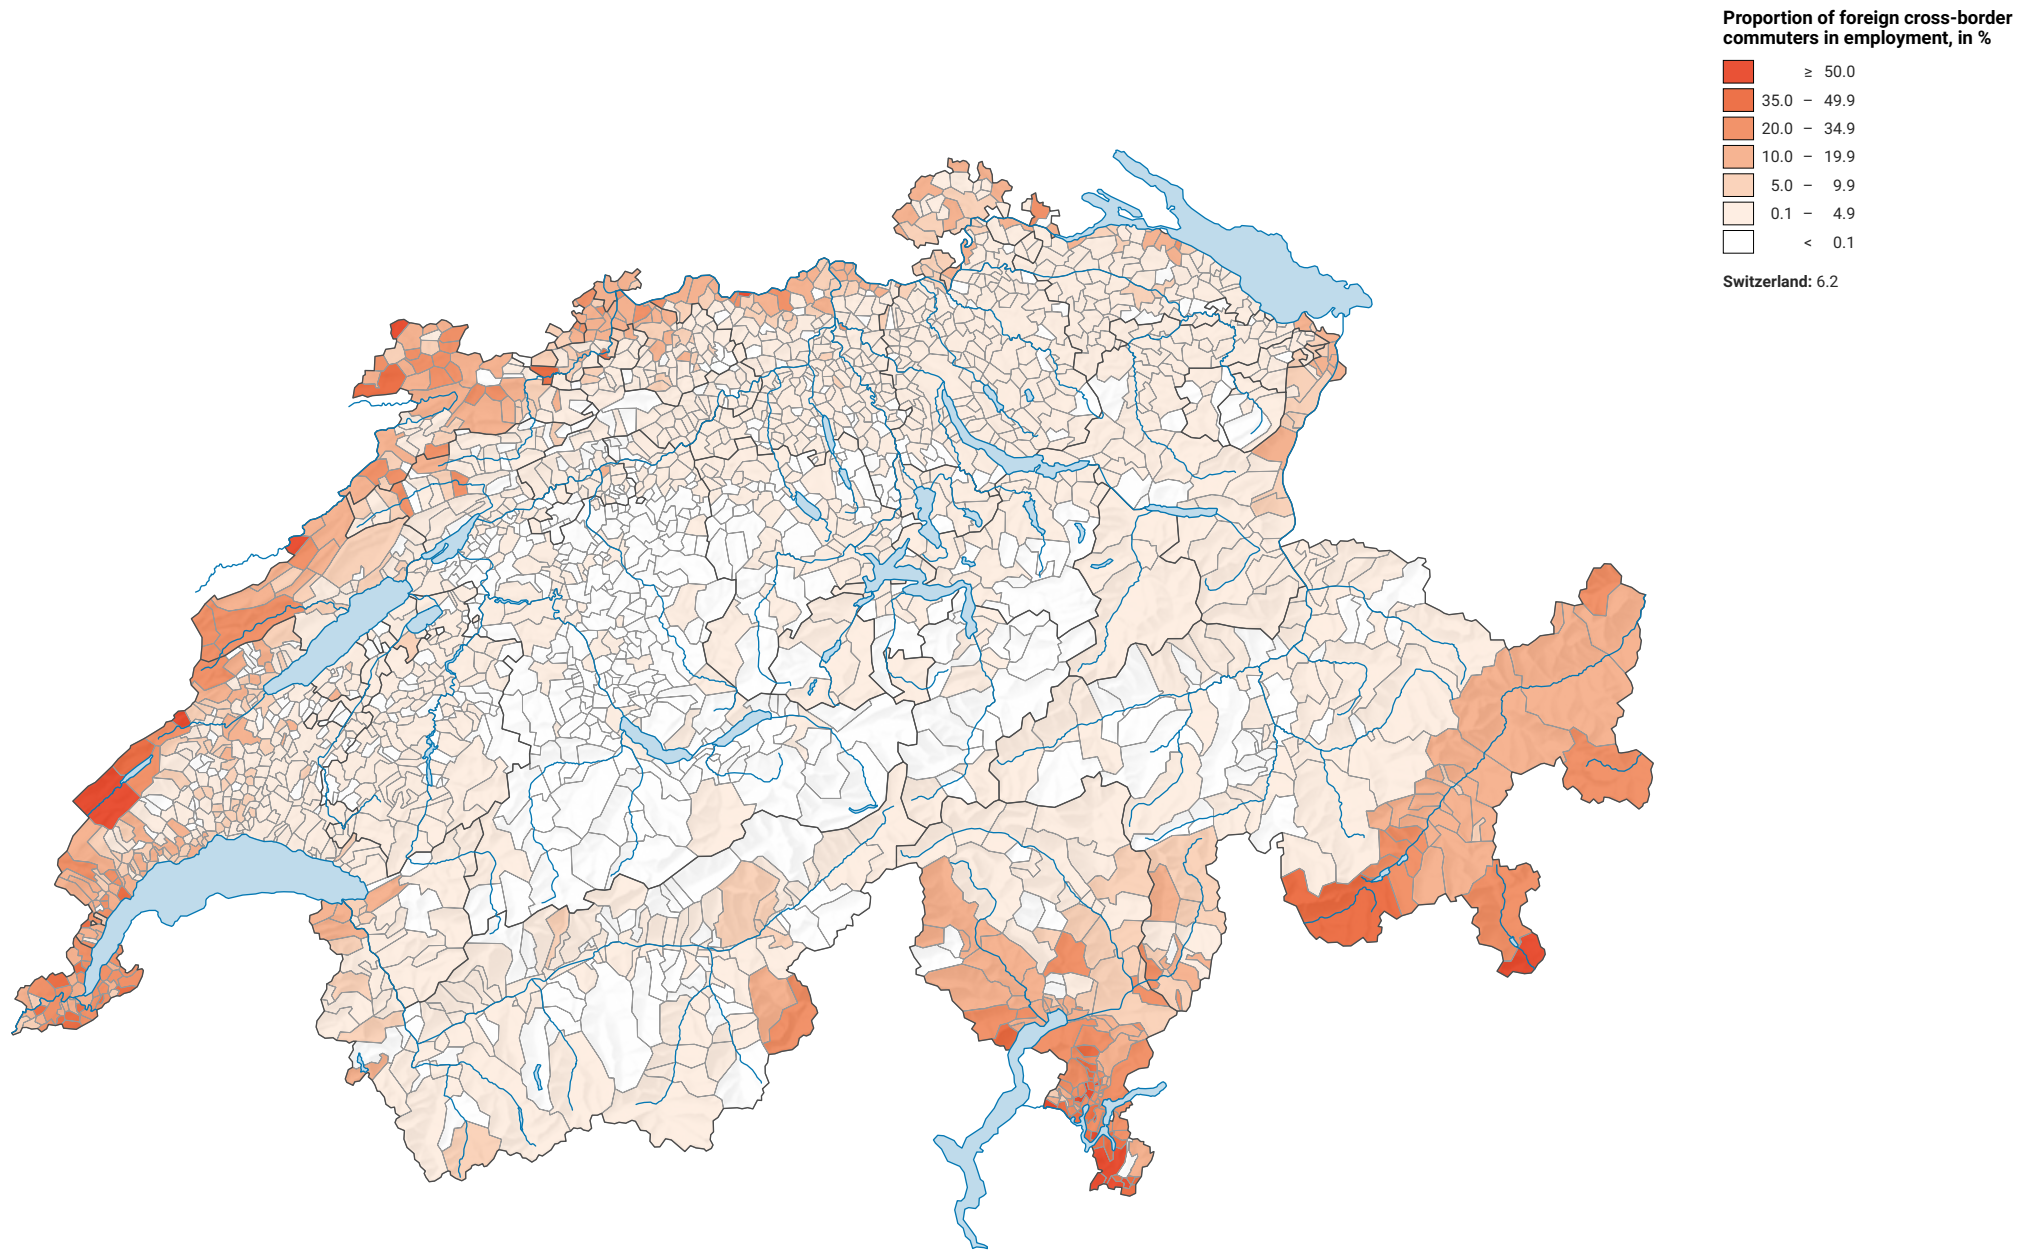 Proportion of foreign cross-border
commuters in employment, in %
≥ 50.0
35.0 – 49.9
20.0 – 34.9
10.0 – 19.9
5.0 – 9.9
0.1 – 4.9
< 0.1
Switzerland: 6.2